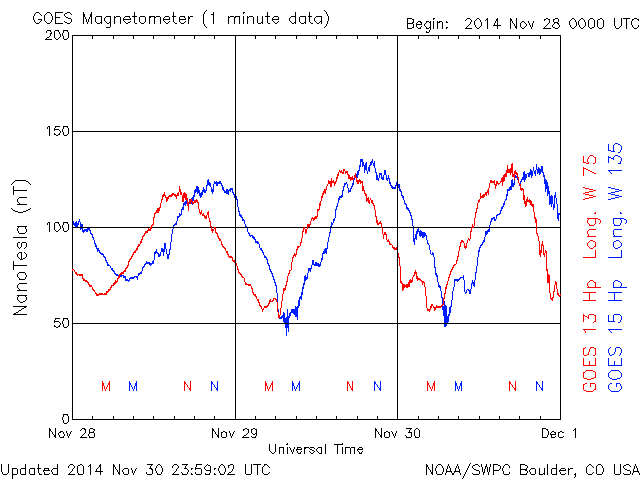 GOES Magnetometer (1 minute data)
Begin: 2014 Nov 28 0000 UTC
200
150
100
50
0
NanoTesla (nT)
M M N N M M N N M M N N
Nov 28 Nov 29 Nov 30 Dec 1
Universal Time
GOES 13 Hp Long. W 75
GOES 15 Hp Long. W 135
Updated 2014 Nov 30 23:59:02 UTC
NOAA/SWPC Boulder, CO USA